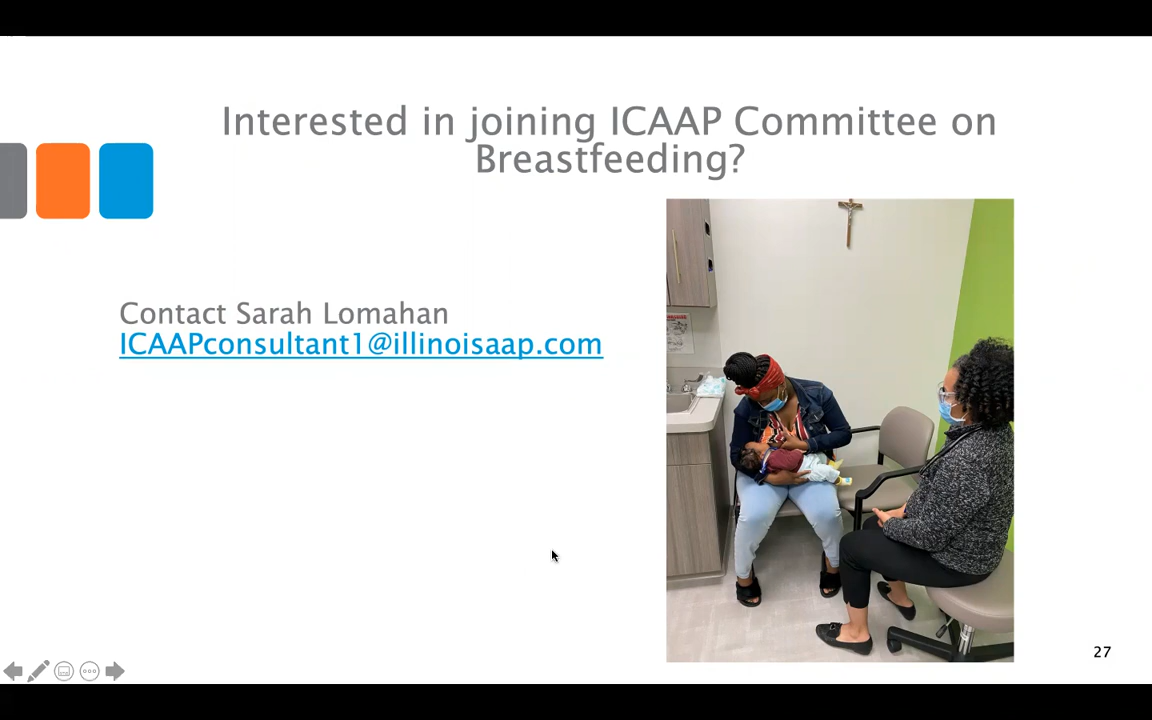 Interested in joining ICAAP Committee on
Breastfeeding?
Contact Sarah Lomahan
ICAAPconsultant1@illinoisaap.com
27